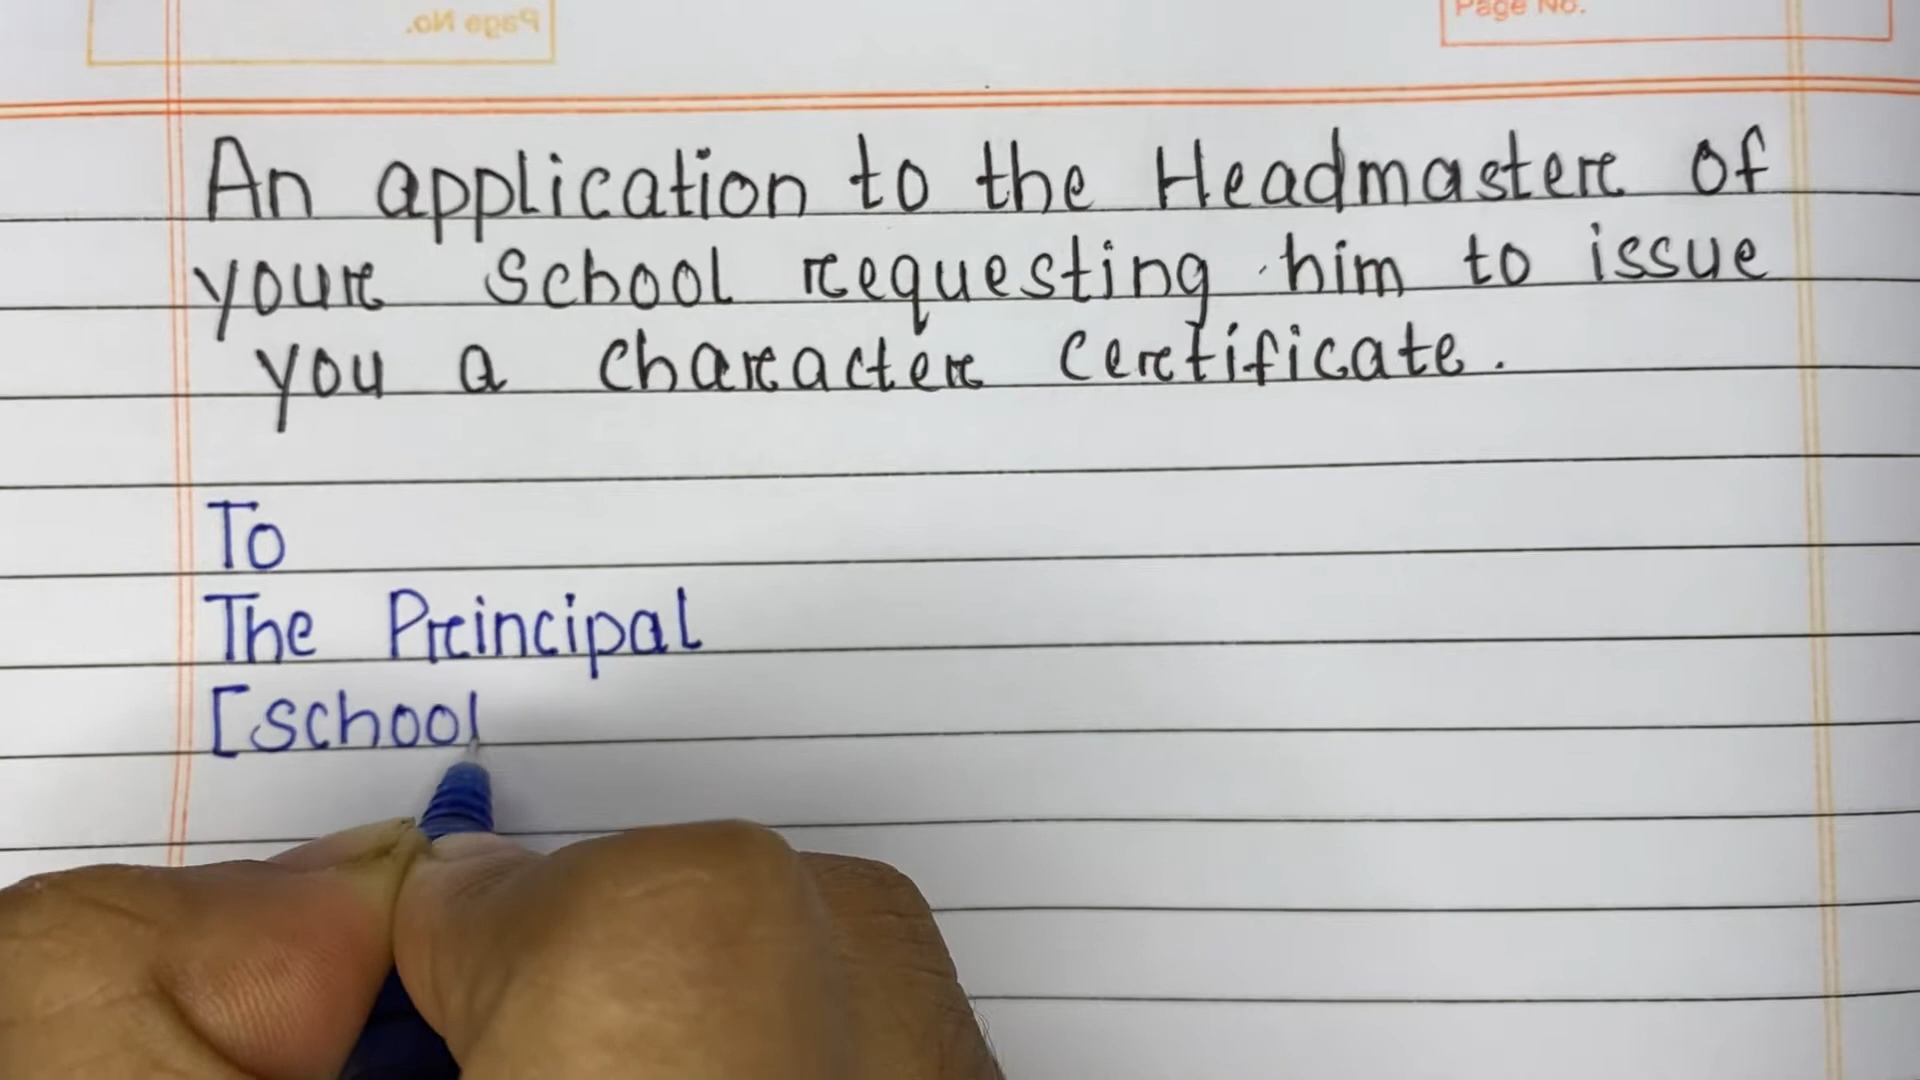 Page No.
Page No.
An application to the Headmaster of
your school requesting him to issue
you a character certificate.
To
The Principal
[school